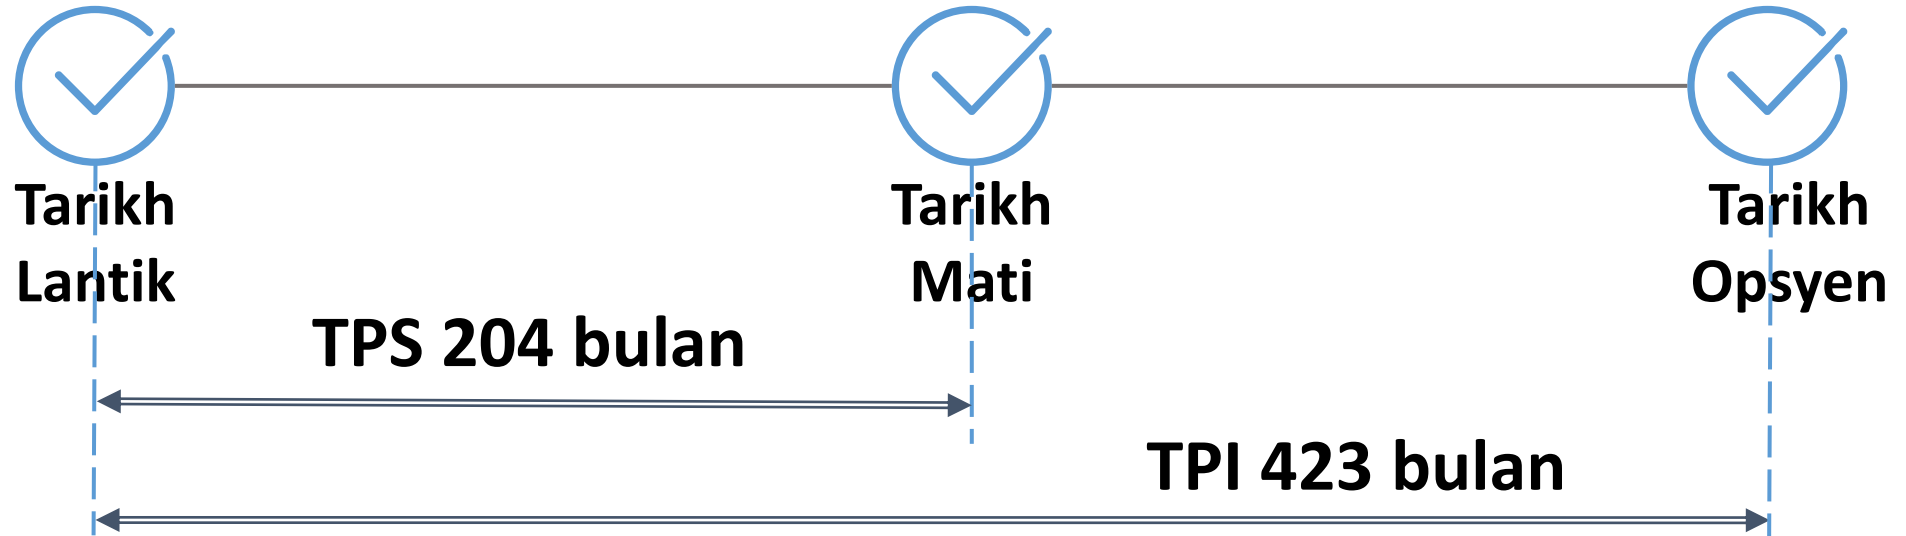 Tarikh
Lantik
Tarikh
Mati
Tarikh
Opsyen
TPS 204 bulan
TPI 423 bulan